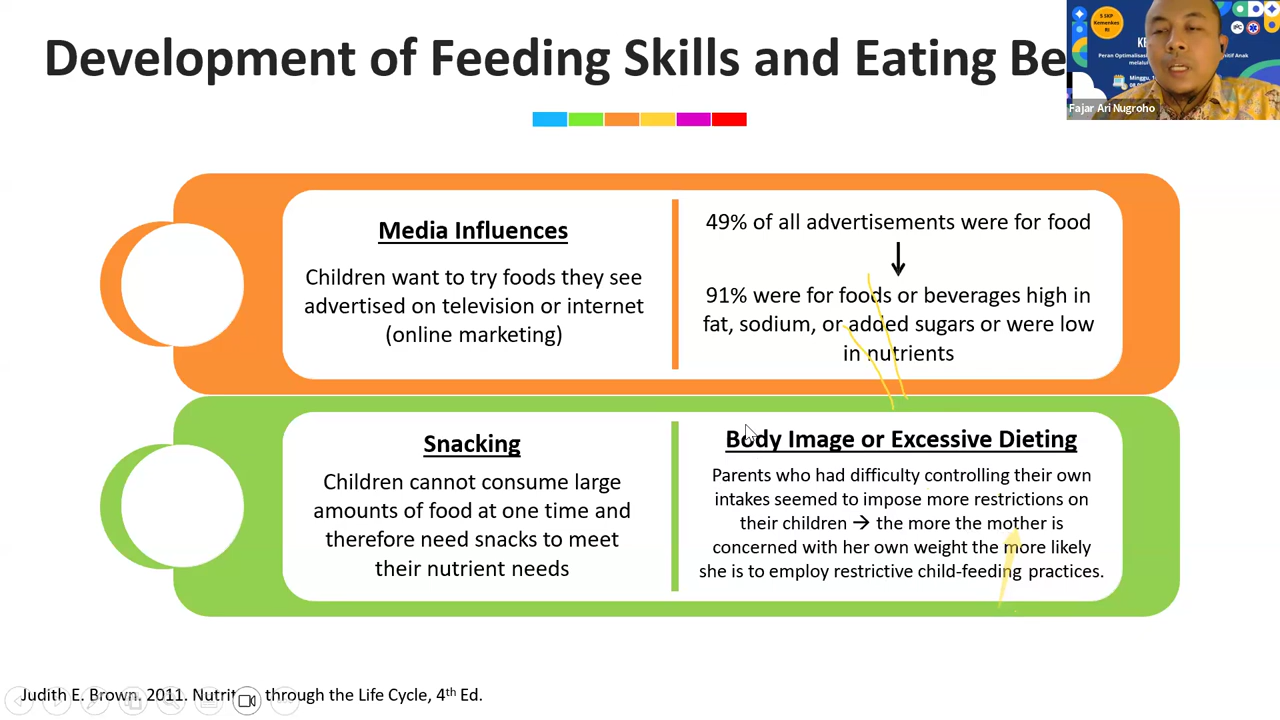 Development of Feeding Skills and Eating Be
5 SKP
Kemenkes
RI
Minggu, 1
Fajar Ari Nugroho
Media Influences
Children want to try foods they see
advertised on television or internet
(online marketing)
49% of all advertisements were for food
91% were for foods or beverages high in
fat, sodium, or added sugars or were low
in nutrients
Snacking
Children cannot consume large
amounts of food at one time and
therefore need snacks to meet
their nutrient needs
Body Image or Excessive Dieting
Parents who had difficulty controlling their own
intakes seemed to impose more restrictions on
their children → the more the mother is
concerned with her own weight the more likely
she is to employ restrictive child-feeding practices.
Judith E. Brown. 2011. Nutrit through the Life Cycle, 4th Ed.